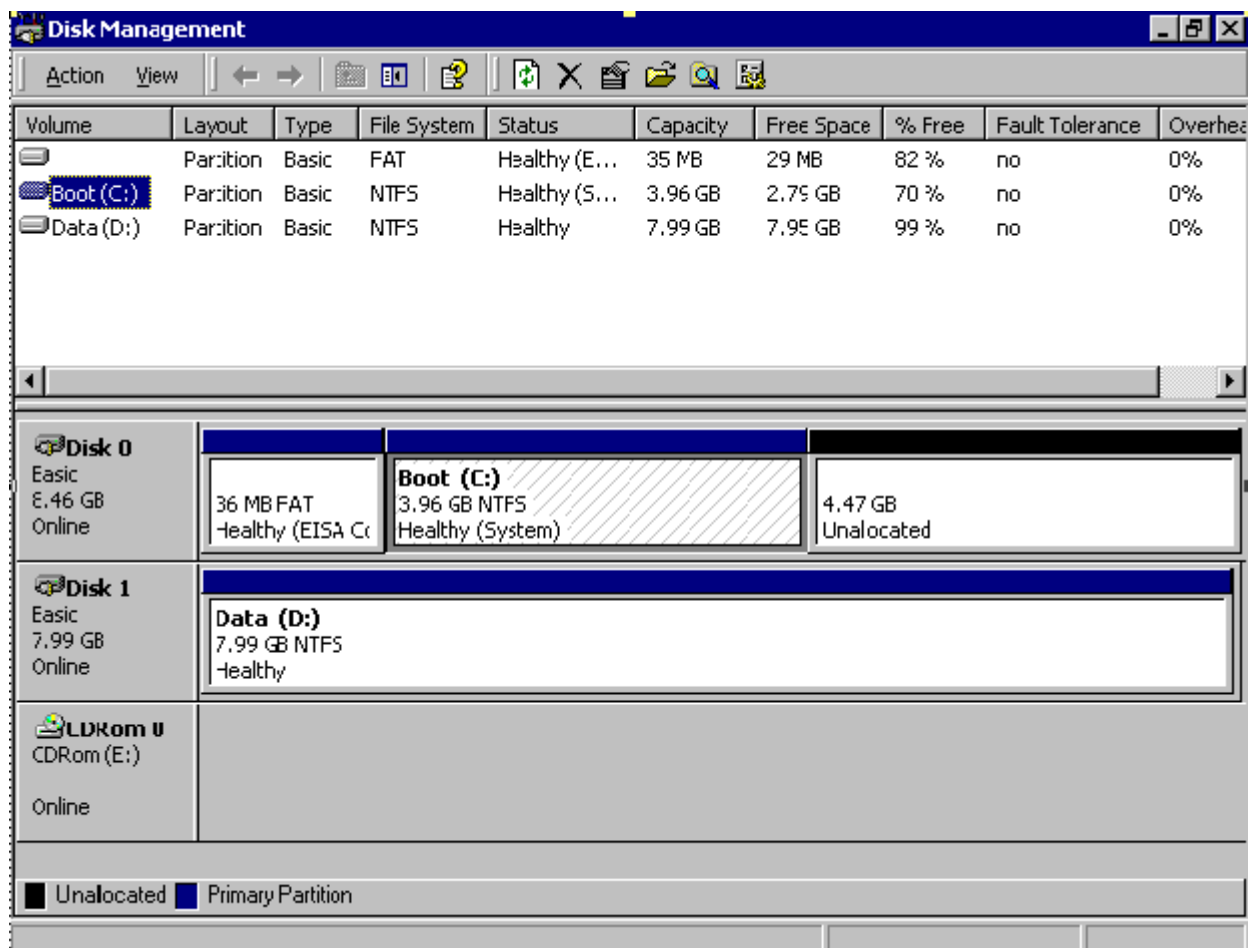 Disk Management
Action View
Volume Layout Type File System Status Capacity Free Space % Free Fault Tolerance Overhea
Partition Basic FAT Healthy (E... 35 MB 29 MB 82 % no 0%
Boot (C:) Partition Basic NTFS Healthy (S... 3.96 GB 2.79 GB 70 % no 0%
Data (D:) Partition Basic NTFS Healthy 7.99 GB 7.95 GB 99 % no 0%
Disk 0
Basic
8.46 GB
Online
36 MB FAT
Healthy (EISA Co
Boot (C:)
3.96 GB NTFS
Healthy (System)
4.47 GB
Unalocated
Disk 1
Basic
7.99 GB
Online
Data (D:)
7.99 GB NTFS
Healthy
CDRom 0
CDRom (E:)
Online
Unalocated Primary Partition